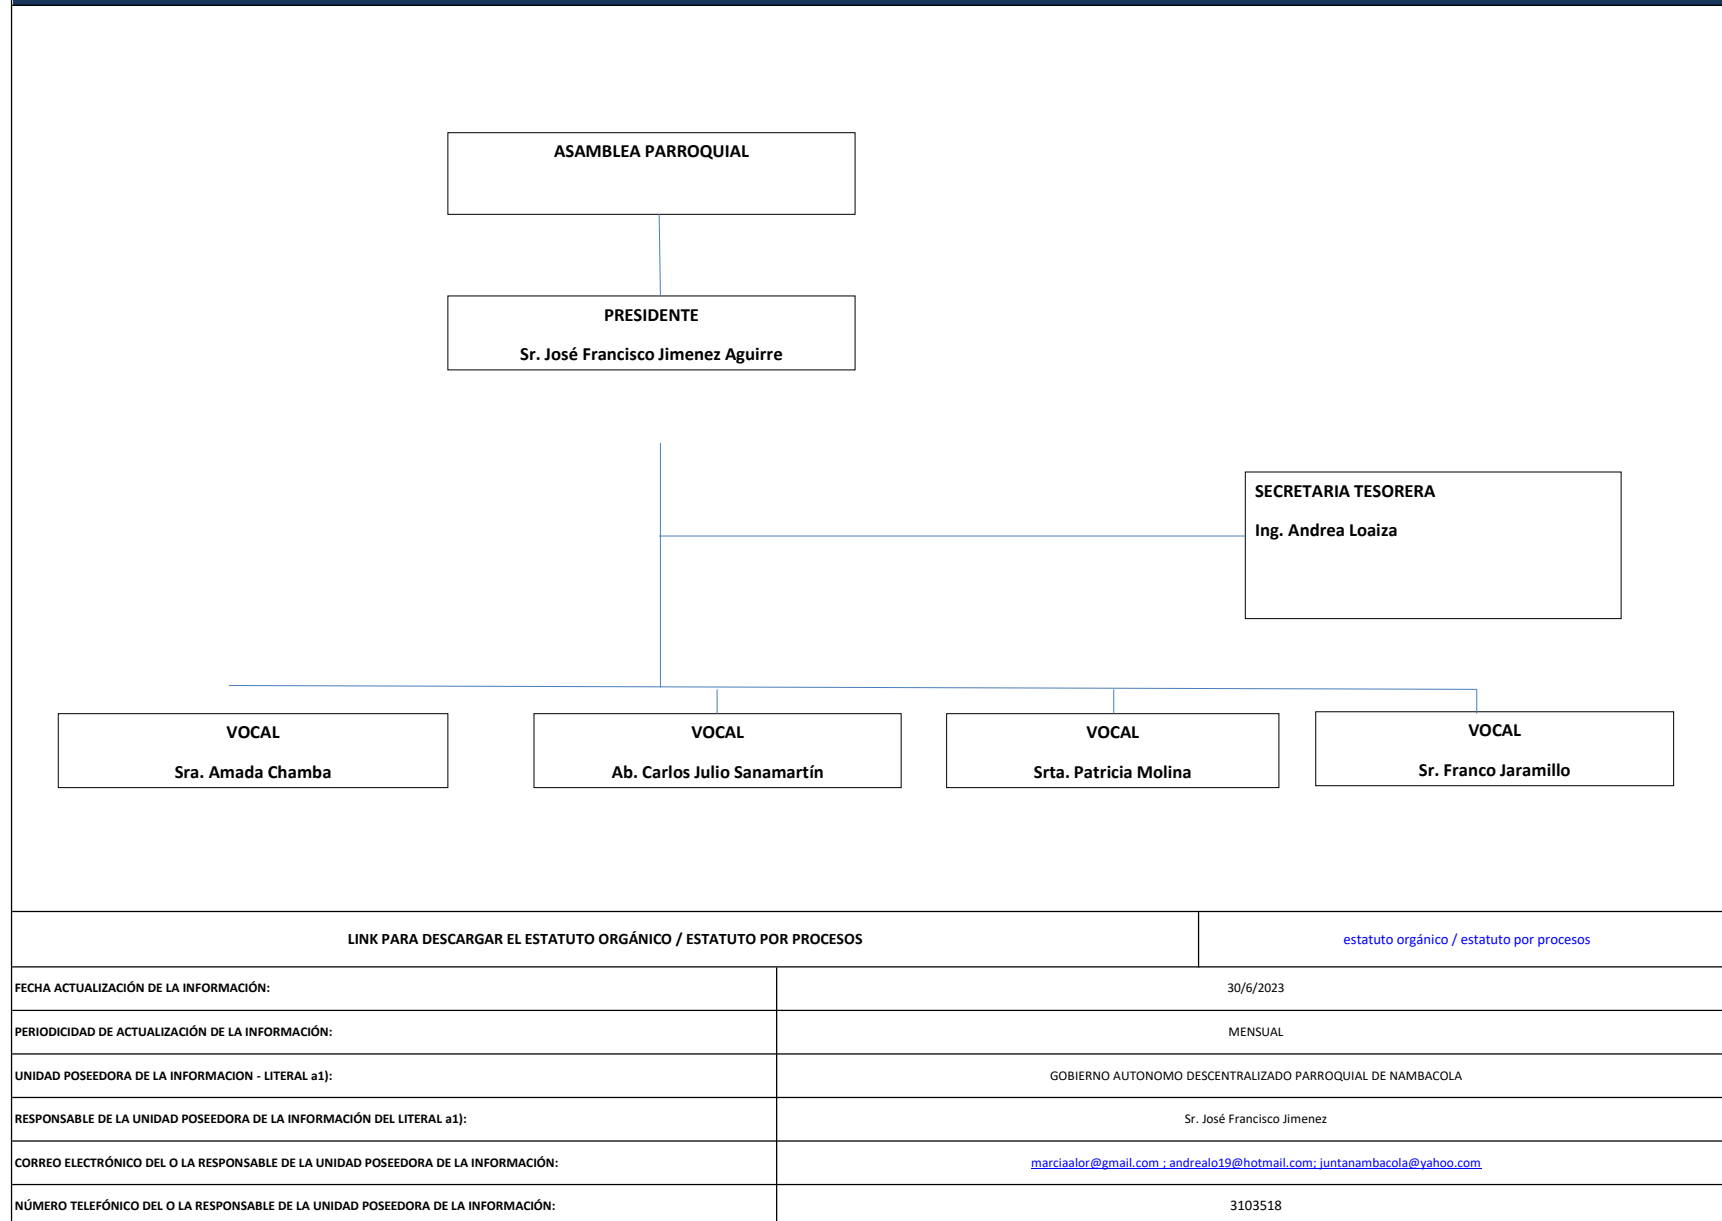 ASAMBLEA PARROQUIAL
PRESIDENTE
Sr. José Francisco Jimenez Aguirre
SECRETARIA TESORERA
Ing. Andrea Loaiza
VOCAL
Sra. Amada Chamba
VOCAL
Ab. Carlos Julio Sanamartín
VOCAL
Srta. Patricia Molina
VOCAL
Sr. Franco Jaramillo
LINK PARA DESCARGAR EL ESTATUTO ORGÁNICO / ESTATUTO POR PROCESOS
estatuto orgánico / estatuto por procesos
FECHA ACTUALIZACIÓN DE LA INFORMACIÓN:
30/6/2023
PERIODICIDAD DE ACTUALIZACIÓN DE LA INFORMACIÓN:
MENSUAL
UNIDAD POSEEDORA DE LA INFORMACION - LITERAL a1):
GOBIERNO AUTONOMO DESCENTRALIZADO PARROQUIAL DE NAMBACOLA
RESPONSABLE DE LA UNIDAD POSEEDORA DE LA INFORMACIÓN DEL LITERAL a1):
Sr. José Francisco Jimenez
CORREO ELECTRÓNICO DEL O LA RESPONSABLE DE LA UNIDAD POSEEDORA DE LA INFORMACIÓN:
marciaalor@gmail.com ; andrealo19@hotmail.com; juntanambacola@yahoo.com
NÚMERO TELEFÓNICO DEL O LA RESPONSABLE DE LA UNIDAD POSEEDORA DE LA INFORMACIÓN:
3103518